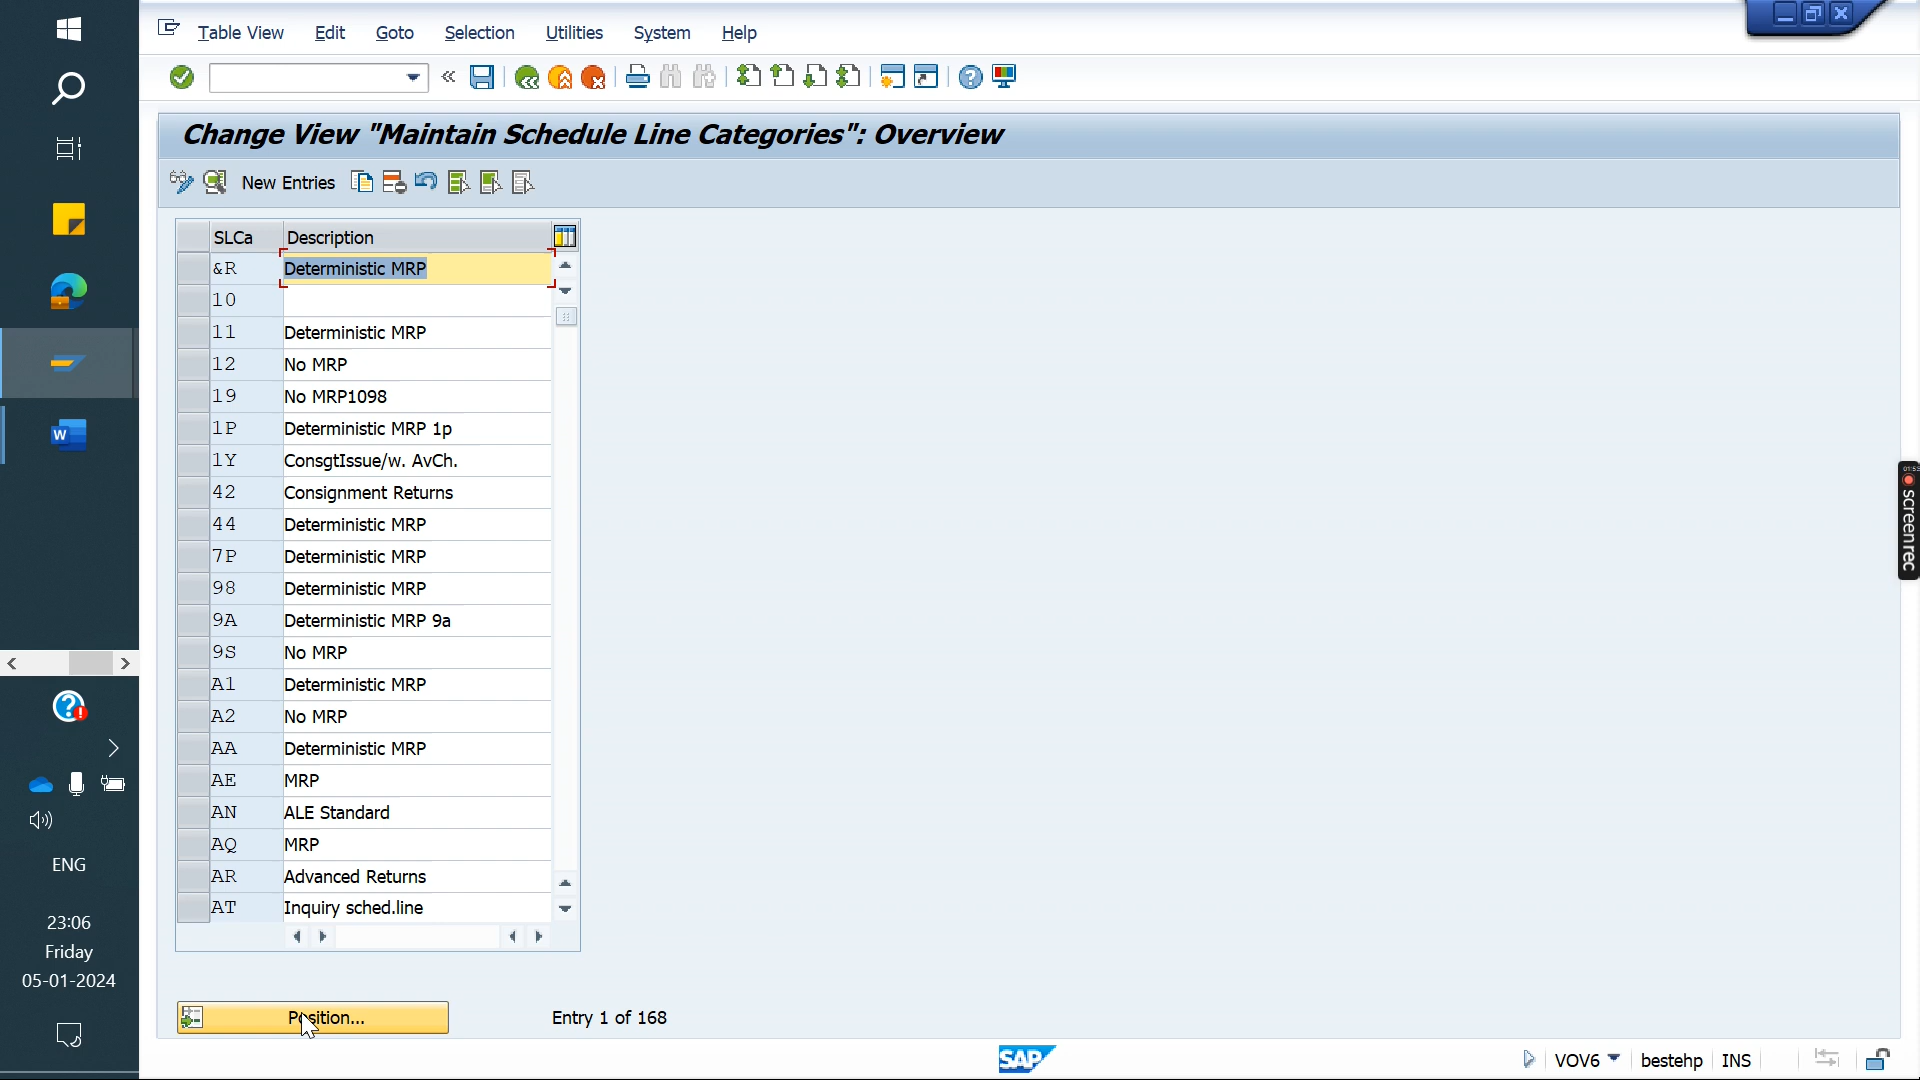 Table View Edit Goto Selection Utilities System Help
Change View "Maintain Schedule Line Categories": Overview
New Entries
SLCa Description
&R Deterministic MRP
10
11 Deterministic MRP
12 No MRP
19 No MRP1098
1P Deterministic MRP 1p
1Y ConsgtIssue/w. AvCh.
42 Consignment Returns
44 Deterministic MRP
7P Deterministic MRP
98 Deterministic MRP
9A Deterministic MRP 9a
9S No MRP
A1 Deterministic MRP
A2 No MRP
AA Deterministic MRP
AE MRP
AN ALE Standard
AQ MRP
AR Advanced Returns
AT Inquiry sched.line
Position... Entry 1 of 168
SAP VOV6 bestehp INS
W
ENG
23:06
Friday
05-01-2024
screenrec